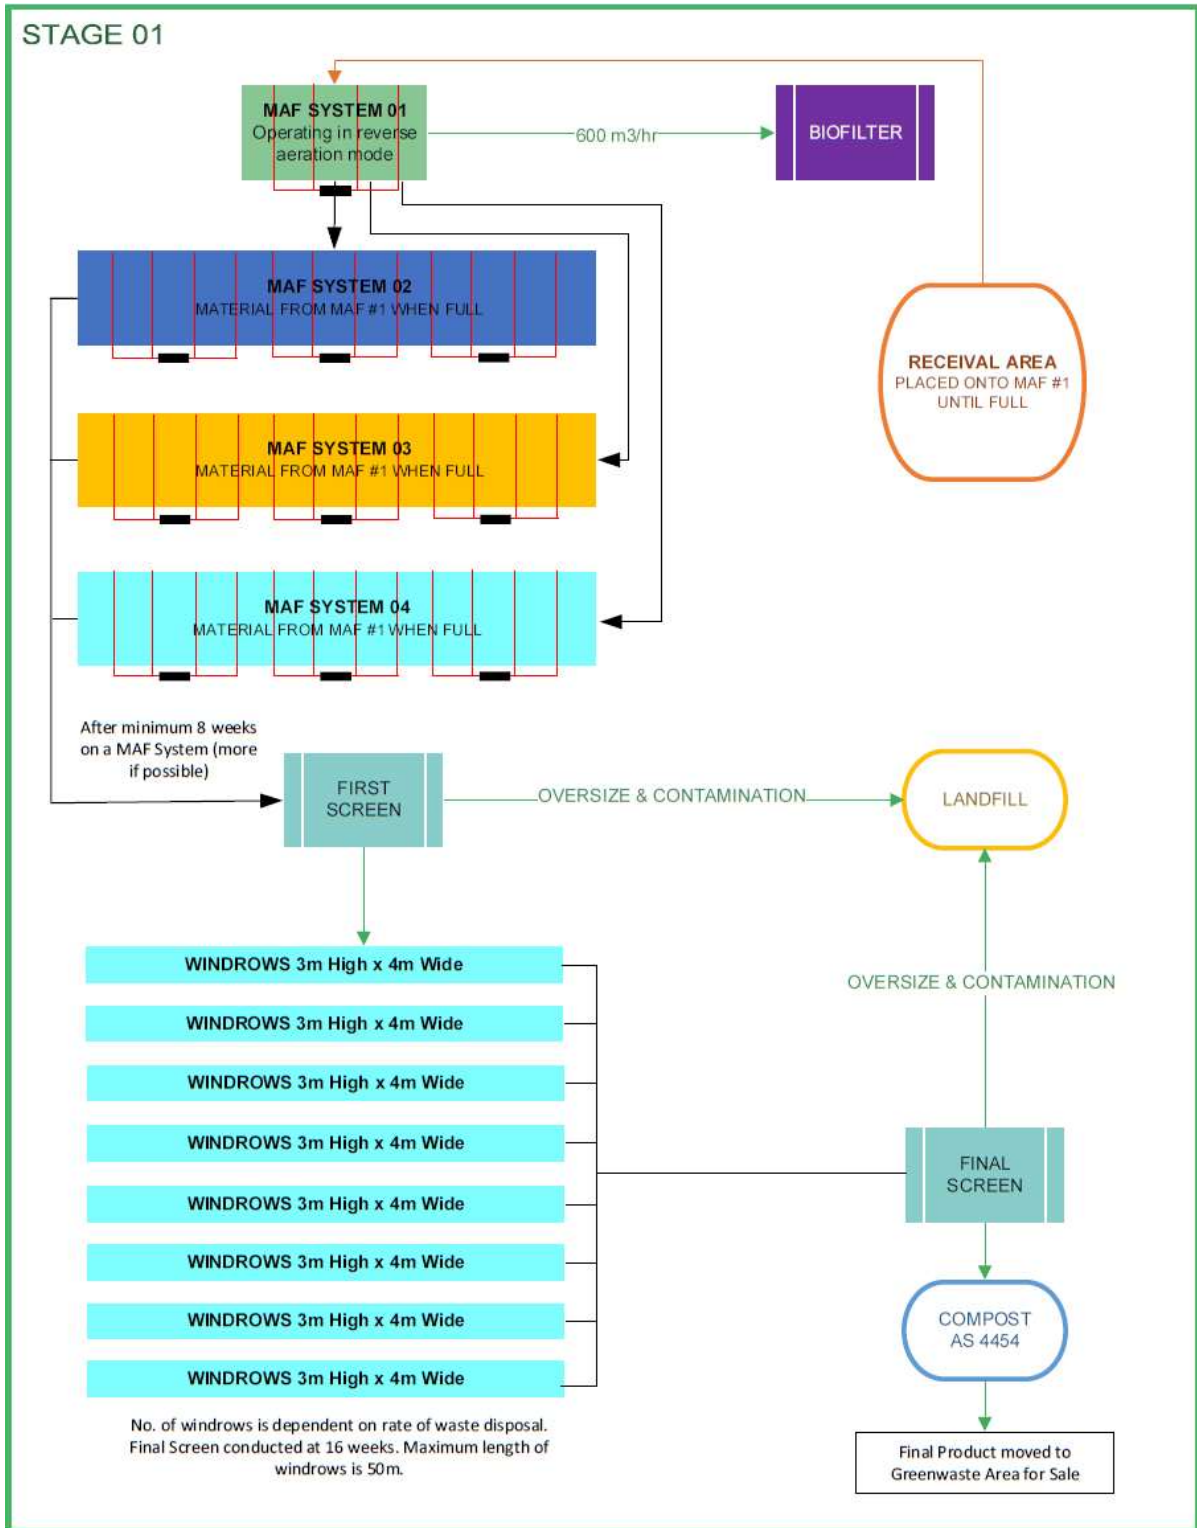 STAGE 01
MAF SYSTEM 01
Operating in reverse
aeration mode
600 m3/hr
BIOFILTER
MAF SYSTEM 02
MATERIAL FROM MAF #1 WHEN FULL
RECEIVAL AREA
PLACED ONTO MAF #1
UNTIL FULL
MAF SYSTEM 03
MATERIAL FROM MAF #1 WHEN FULL
MAF SYSTEM 04
MATERIAL FROM MAF #1 WHEN FULL
After minimum 8 weeks
on a MAF System (more
if possible)
FIRST
SCREEN
OVERSIZE & CONTAMINATION
LANDFILL
WINDROWS 3m High x 4m Wide
WINDROWS 3m High x 4m Wide
WINDROWS 3m High x 4m Wide
WINDROWS 3m High x 4m Wide
WINDROWS 3m High x 4m Wide
WINDROWS 3m High x 4m Wide
WINDROWS 3m High x 4m Wide
WINDROWS 3m High x 4m Wide
OVERSIZE & CONTAMINATION
FINAL
SCREEN
COMPOST
AS 4454
No. of windrows is dependent on rate of waste disposal.
Final Screen conducted at 16 weeks. Maximum length of
windrows is 50m.
Final Product moved to
Greenwaste Area for Sale